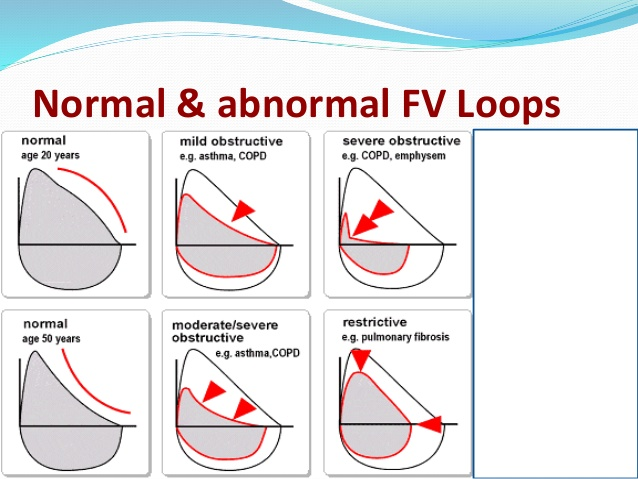 Normal & abnormal FV Loops
normal
age 20 years
mild obstructive
e.g. asthma, COPD
severe obstructive
e.g. COPD, emphysem
normal
age 50 years
moderate/severe
obstructive
e.g. asthma,COPD
restrictive
e.g. pulmonary fibrosis